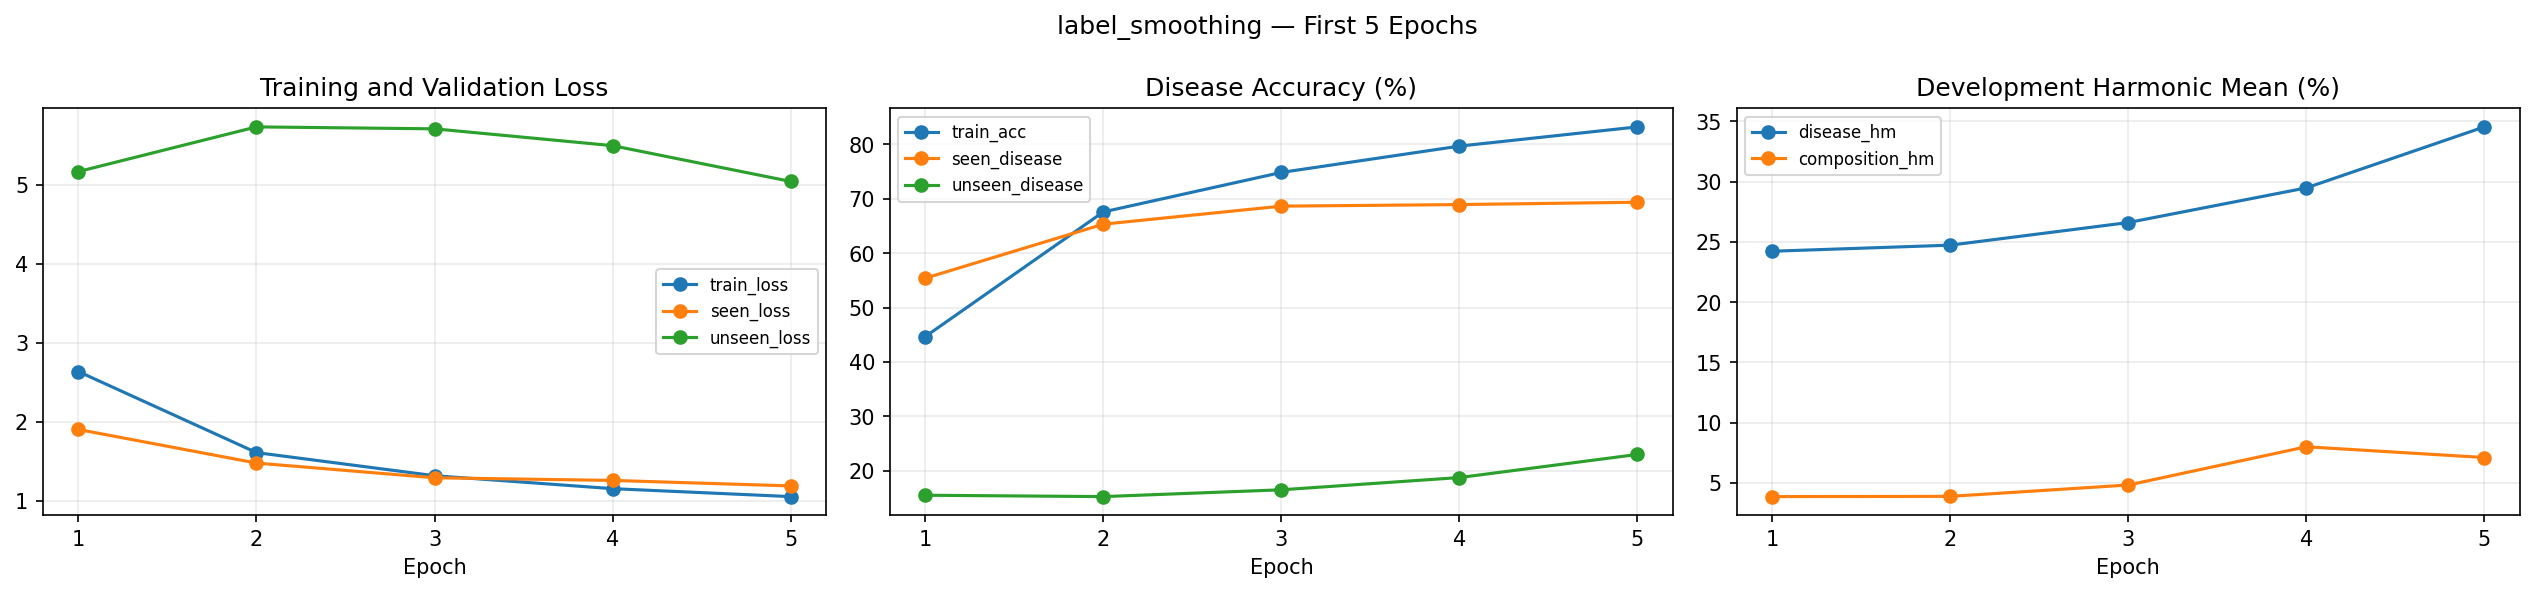 label_smoothing — First 5 Epochs
Training and Validation Loss
5
4
3
2
1
train_loss
seen_loss
unseen_loss
1 2 3 4 5
Epoch
Disease Accuracy (%)
80
70
60
50
40
30
20
train_acc
seen_disease
unseen_disease
1 2 3 4 5
Epoch
Development Harmonic Mean (%)
35
30
25
20
15
10
5
disease_hm
composition_hm
1 2 3 4 5
Epoch